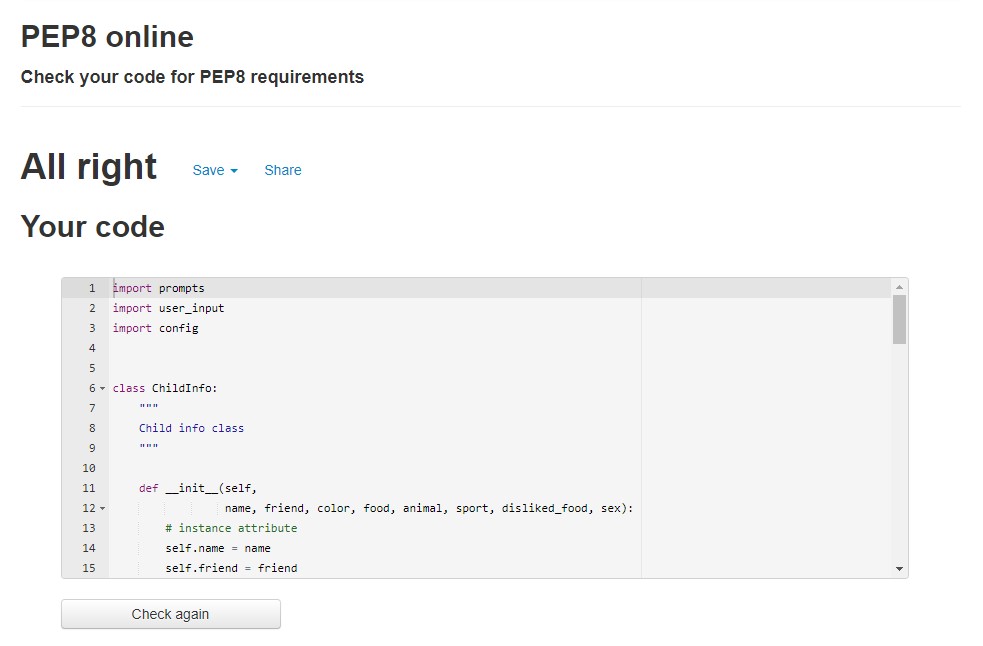 PEP8 online
Check your code for PEP8 requirements
All right Save Share
Your code
1 import prompts
2 import user_input
3 import config
4
5
6 class ChildInfo:
7     """
8     Child info class
9     """
10
11     def __init__(self,
12                  name, friend, color, food, animal, sport, disliked_food, sex):
13         # instance attribute
14         self.name = name
15         self.friend = friend
Check again